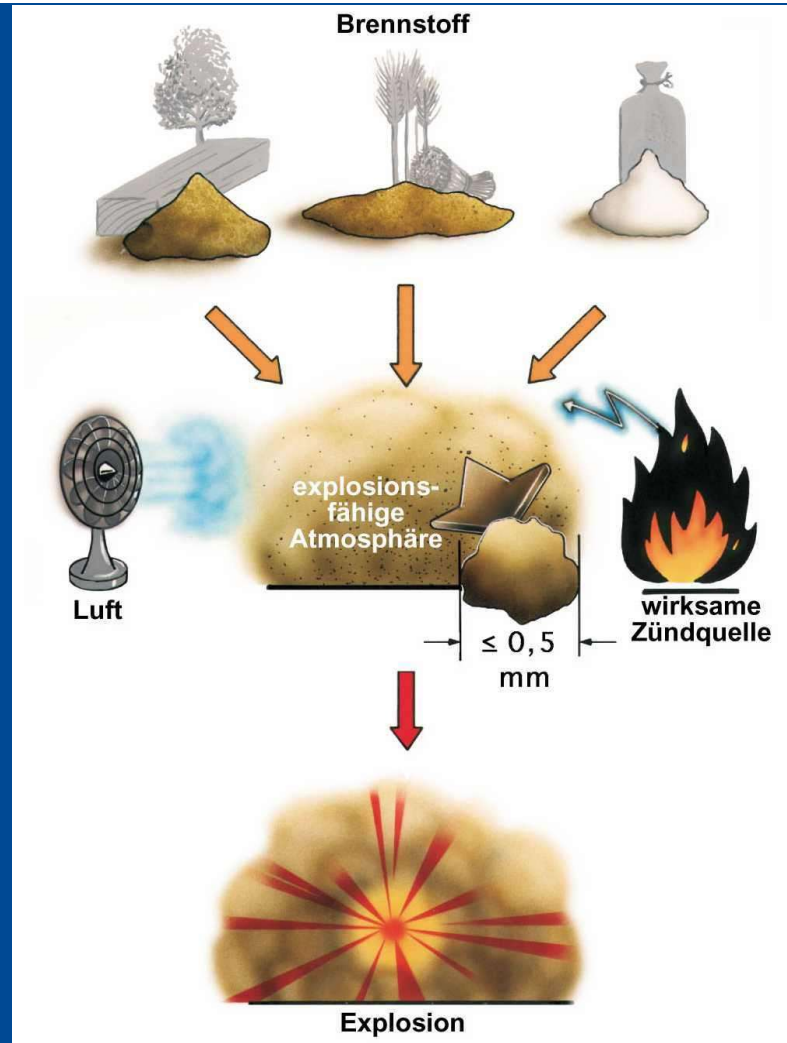 Brennstoff
explosions-
fähige
Atmosphäre
Luft
wirksame
Zündquelle
≤ 0,5
mm
Explosion